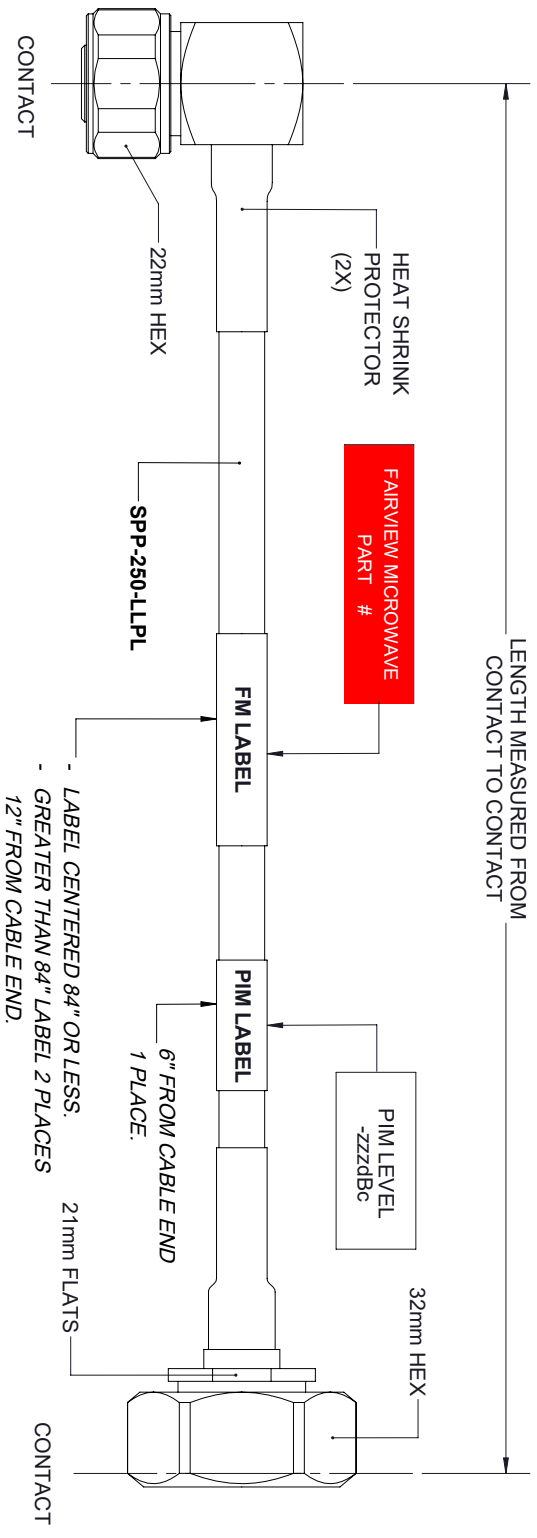 LENGTH MEASURED FROM
CONTACT TO CONTACT
HEAT SHRINK
PROTECTOR
(2X)
FAIRVIEW MICROWAVE
PART #
PIM LEVEL
-zzzdBc
32mm HEX
22mm HEX
SPP-250-LLPL
FM LABEL
PIM LABEL
6" FROM CABLE END
1 PLACE.
- LABEL CENTERED 84" OR LESS.
- GREATER THAN 84" LABEL 2 PLACES
12" FROM CABLE END.
21mm FLATS
CONTACT
CONTACT